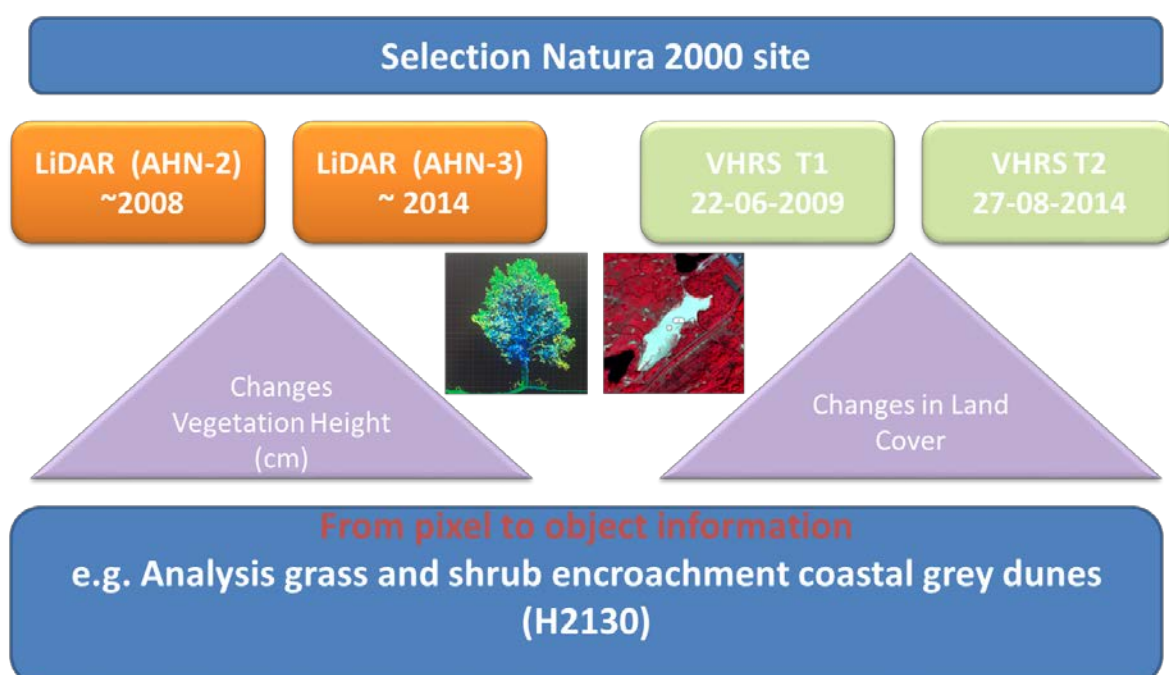 Selection Natura 2000 site
LiDAR (AHN-2)
~2008
LiDAR (AHN-3)
~ 2014
VHRS T1
22-06-2009
VHRS T2
27-08-2014
Changes
Vegetation Height
(cm)
Changes in Land
Cover
From pixel to object information
e.g. Analysis grass and shrub encroachment coastal grey dunes
(H2130)